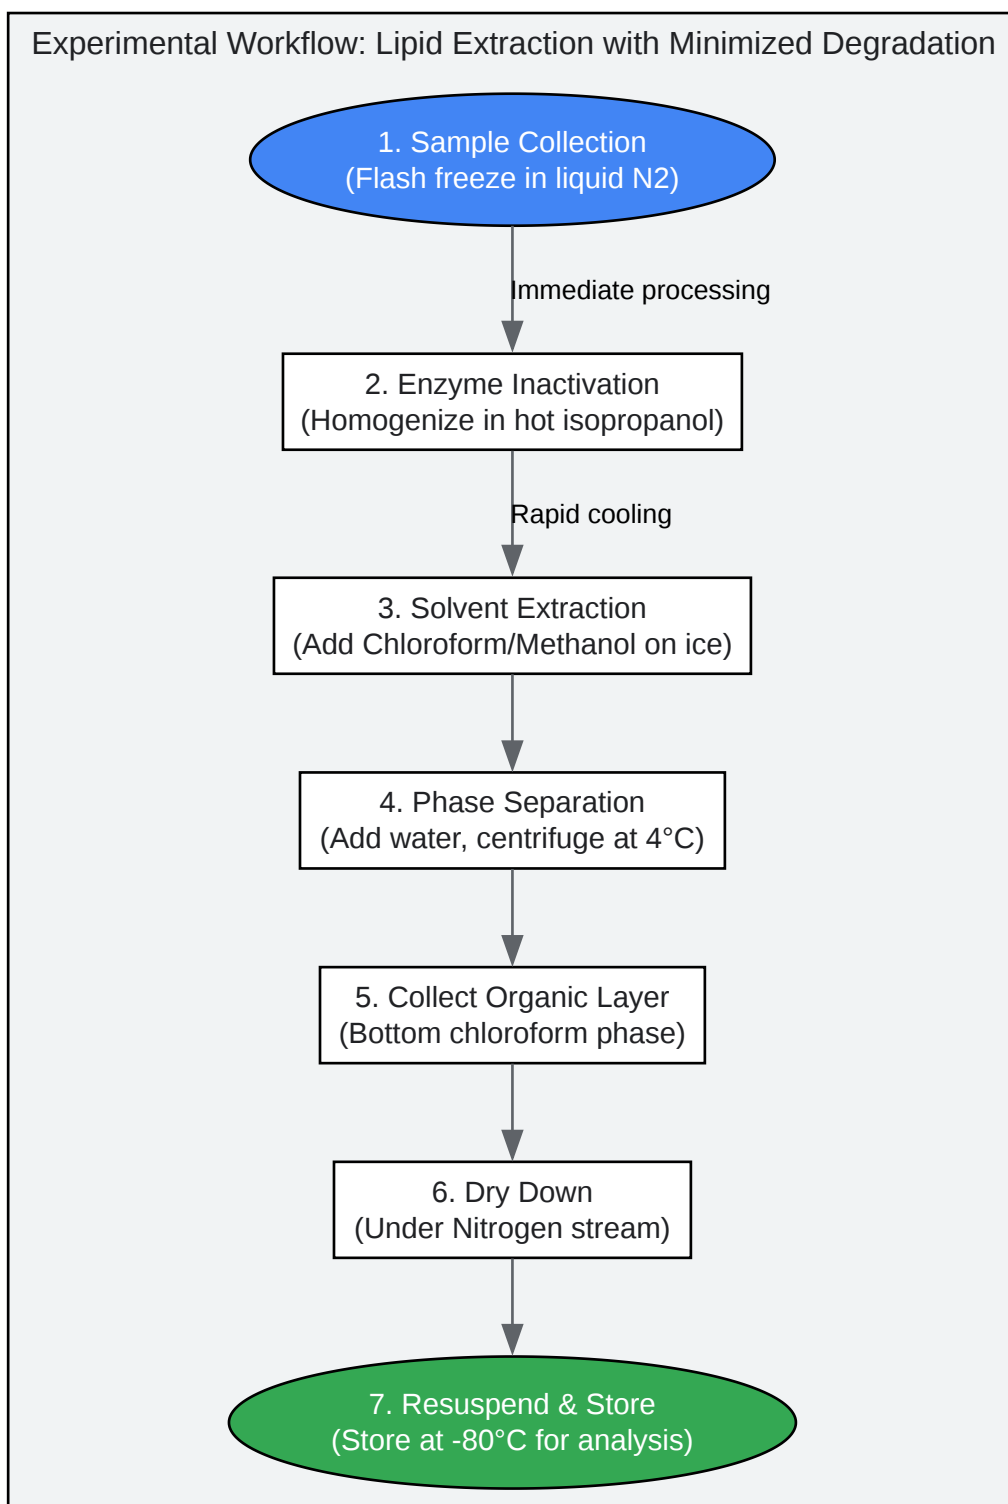 Experimental Workflow: Lipid Extraction with Minimized Degradation
1. Sample Collection
(Flash freeze in liquid N2)
Immediate processing
2. Enzyme Inactivation
(Homogenize in hot isopropanol)
Rapid cooling
3. Solvent Extraction
(Add Chloroform/Methanol on ice)
4. Phase Separation
(Add water, centrifuge at 4°C)
5. Collect Organic Layer
(Bottom chloroform phase)
6. Dry Down
(Under Nitrogen stream)
7. Resuspend & Store
(Store at -80°C for analysis)